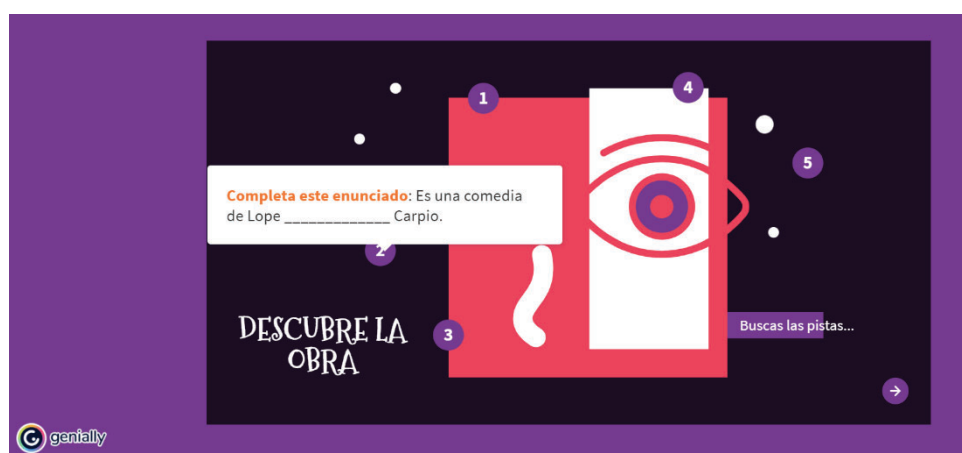 1
4
5
Completa este enunciado: Es una comedia
de Lope _____________ Carpio.
2
DESCUBRE LA
OBRA
3
Buscas las pistas...
genially